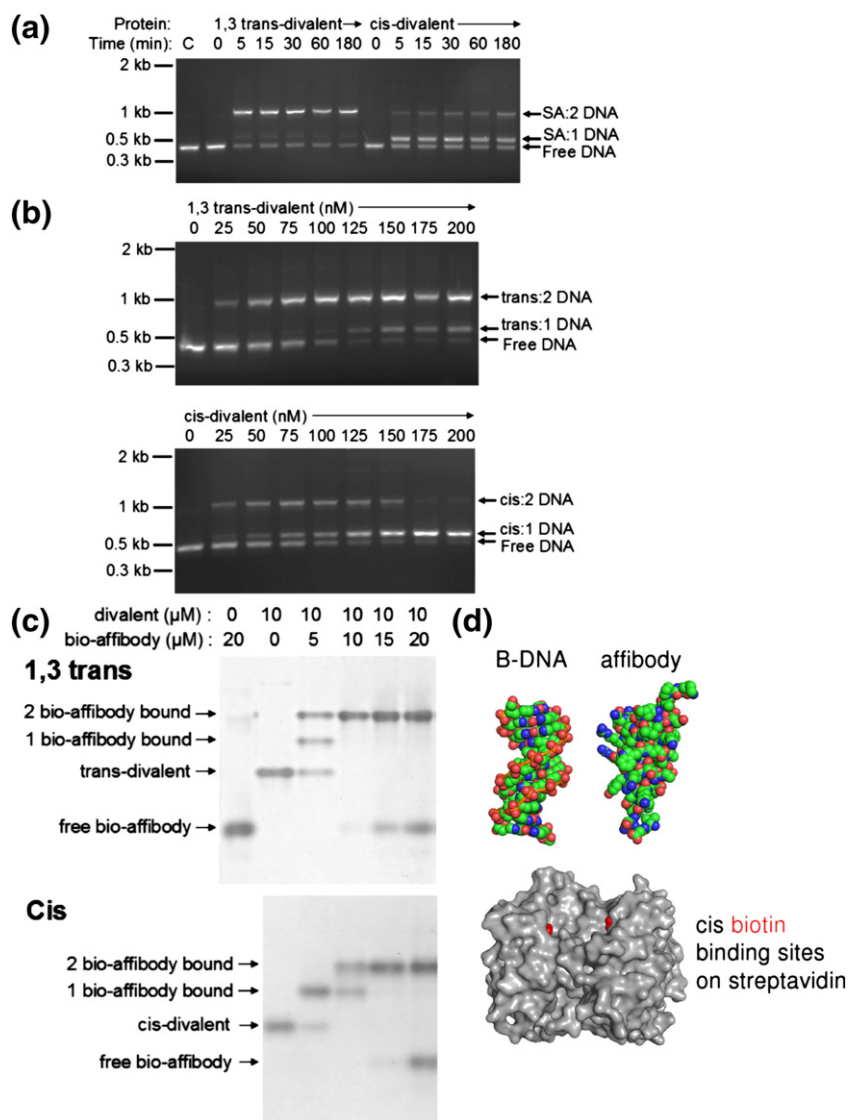 (a)
Protein: 1,3 trans-divalent cis-divalent
Time (min): C 0 5 15 30 60 180 0 5 15 30 60 180
2 kb
1 kb
0.5 kb
0.3 kb
SA:2 DNA
SA:1 DNA
Free DNA
(b)
1,3 trans-divalent (nM)
0 25 50 75 100 125 150 175 200
2 kb
1 kb
0.5 kb
0.3 kb
trans:2 DNA
trans:1 DNA
Free DNA
cis-divalent (nM)
0 25 50 75 100 125 150 175 200
2 kb
1 kb
0.5 kb
0.3 kb
cis:2 DNA
cis:1 DNA
Free DNA
(c)
divalent (µM) : 0 10 10 10 10 10
bio-affibody (µM) : 20 0 5 10 15 20
1,3 trans
2 bio-affibody bound
1 bio-affibody bound
trans-divalent
free bio-affibody
Cis
2 bio-affibody bound
1 bio-affibody bound
cis-divalent
free bio-affibody
(d)
B-DNA affibody
cis biotin
binding sites
on streptavidin